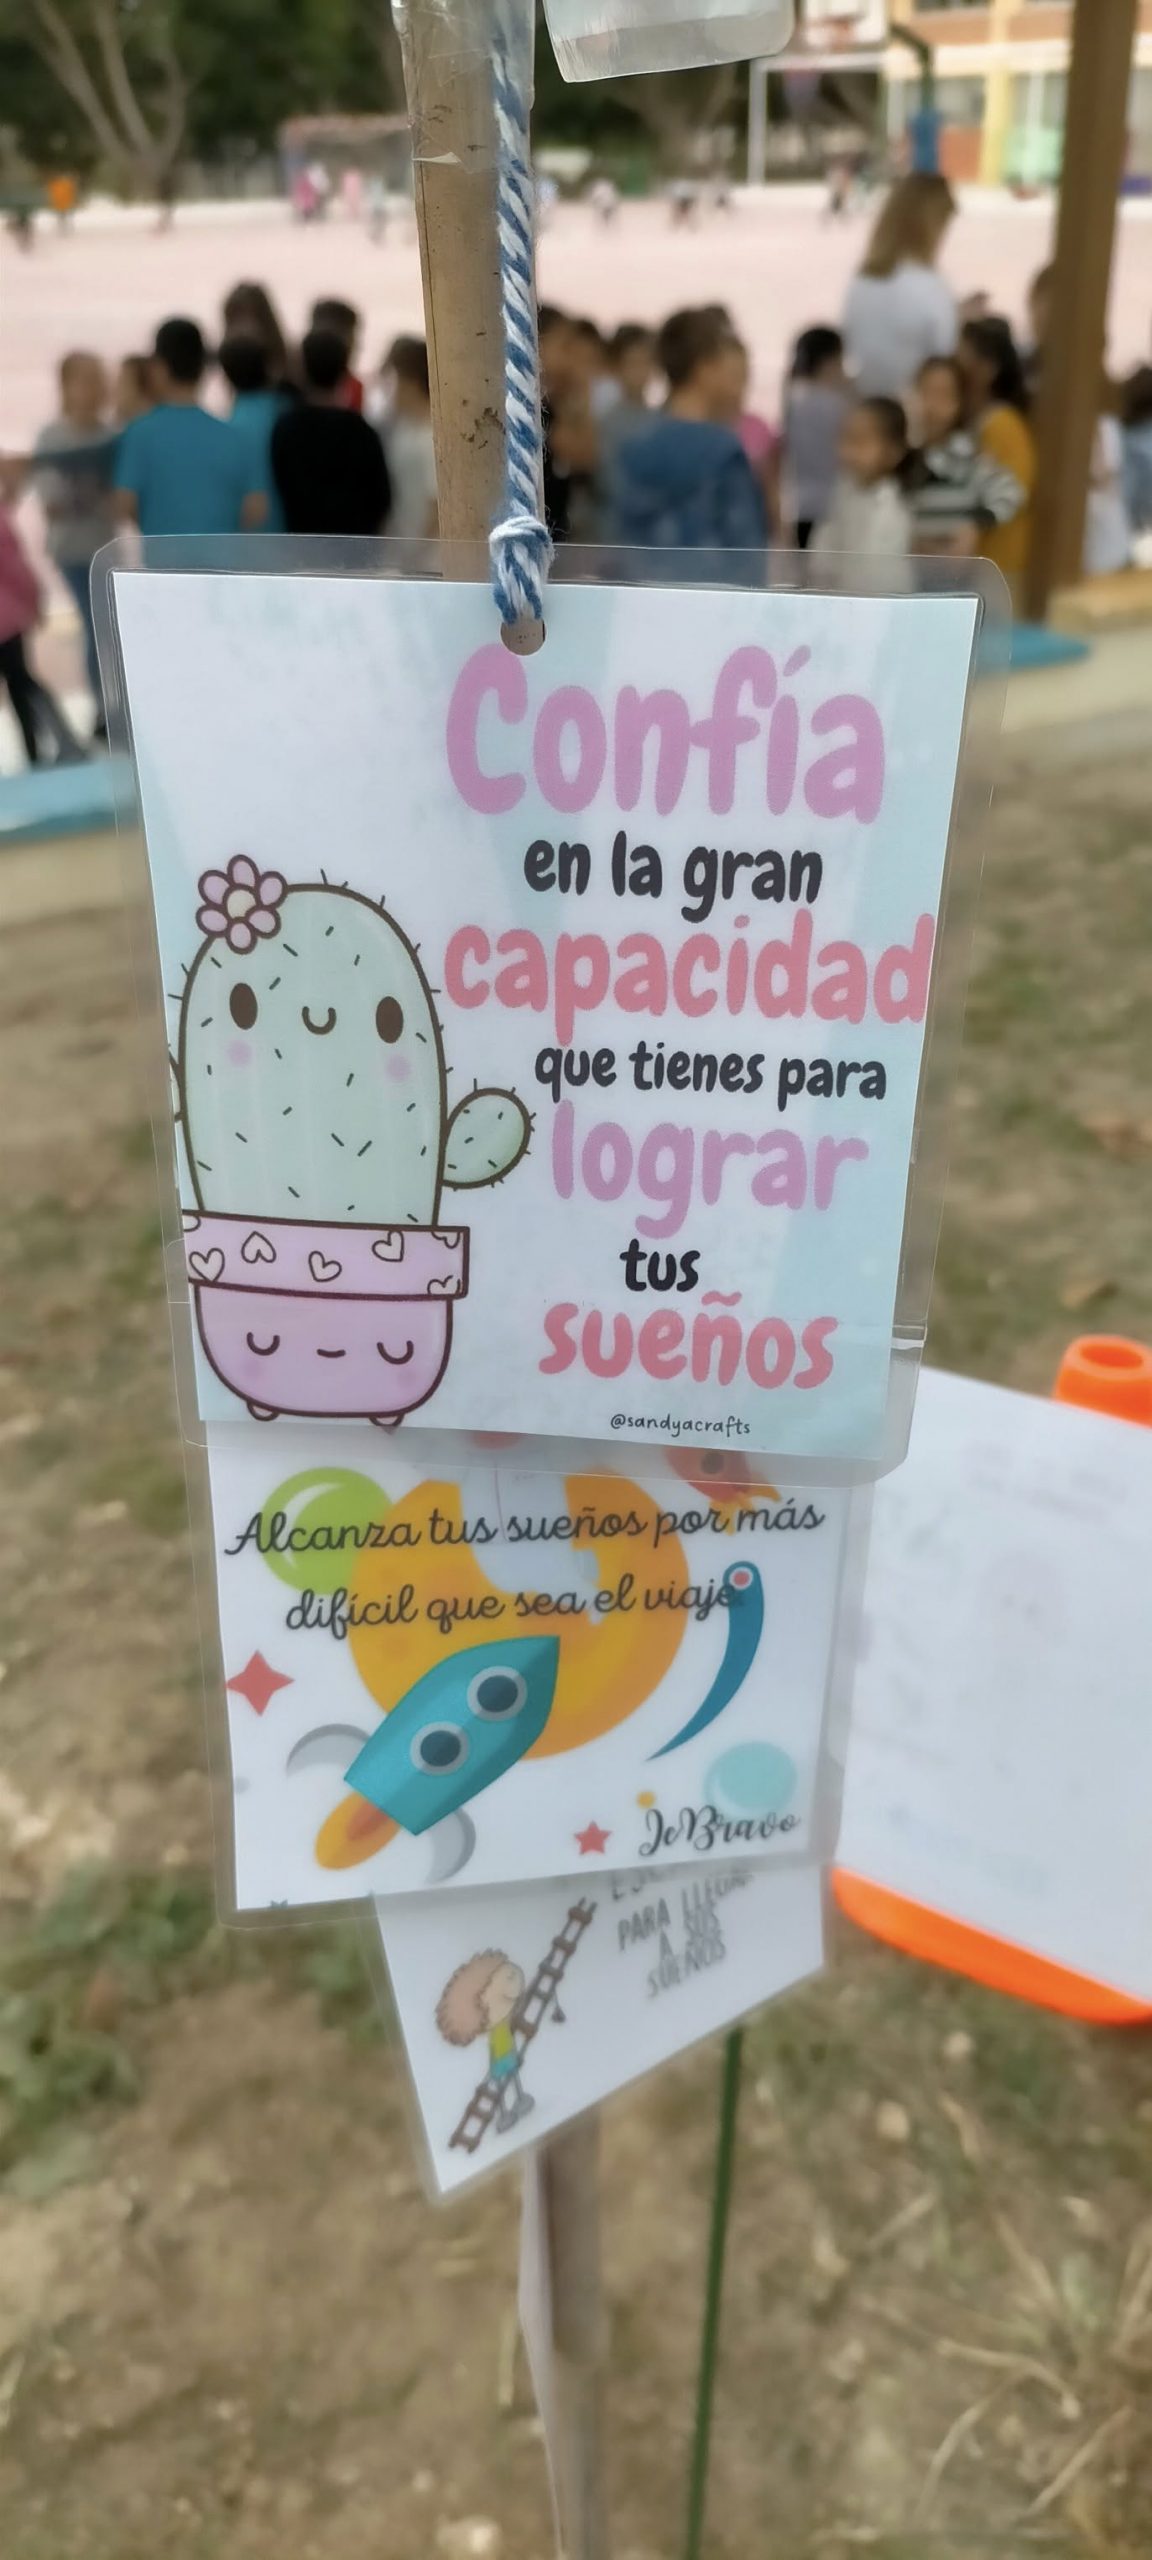 Confía
en la gran
capacidad
que tienes para
lograr
tus
sueños
@sandyacrafts
Alcanza tus sueños por más
difícil que sea el viaje
JeBravo
PARA LLEGAR
A SUS
SUEÑOS